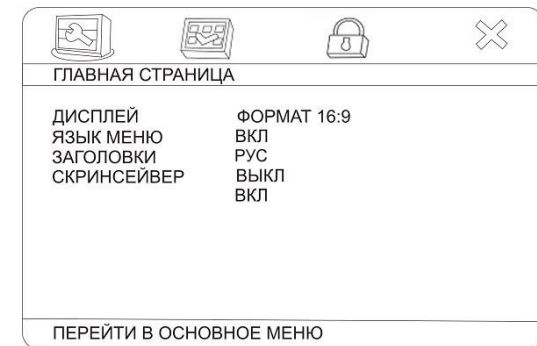 ГЛАВНАЯ СТРАНИЦА
ДИСПЛЕЙ ФОРМАТ 16:9
ЯЗЫК МЕНЮ ВКЛ
ЗАГОЛОВКИ РУС
СКРИНСЕЙВЕР ВЫКЛ
ВКЛ
ПЕРЕЙТИ В ОСНОВНОЕ МЕНЮ